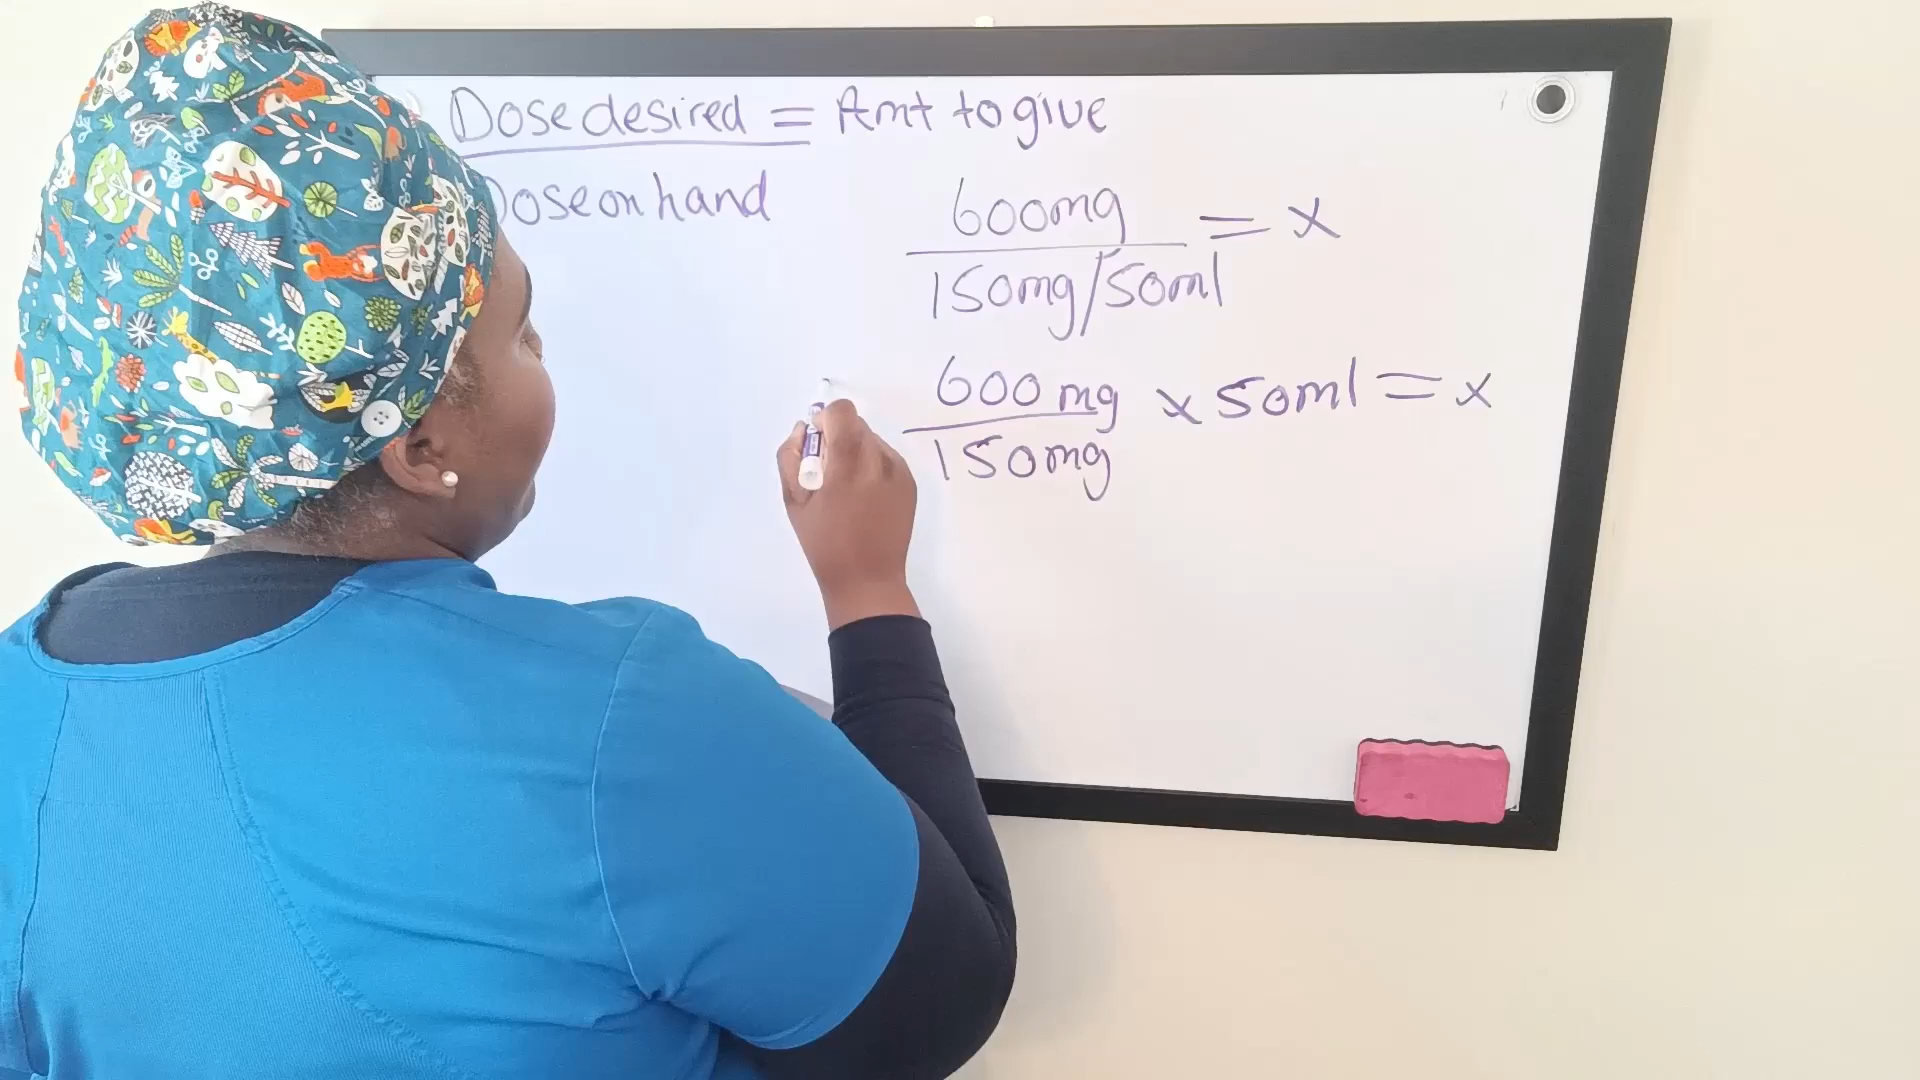 Dose desired = Amt to give
Dose on hand
600mg = x
150mg/50ml
600 mg x 50ml = x
150mg